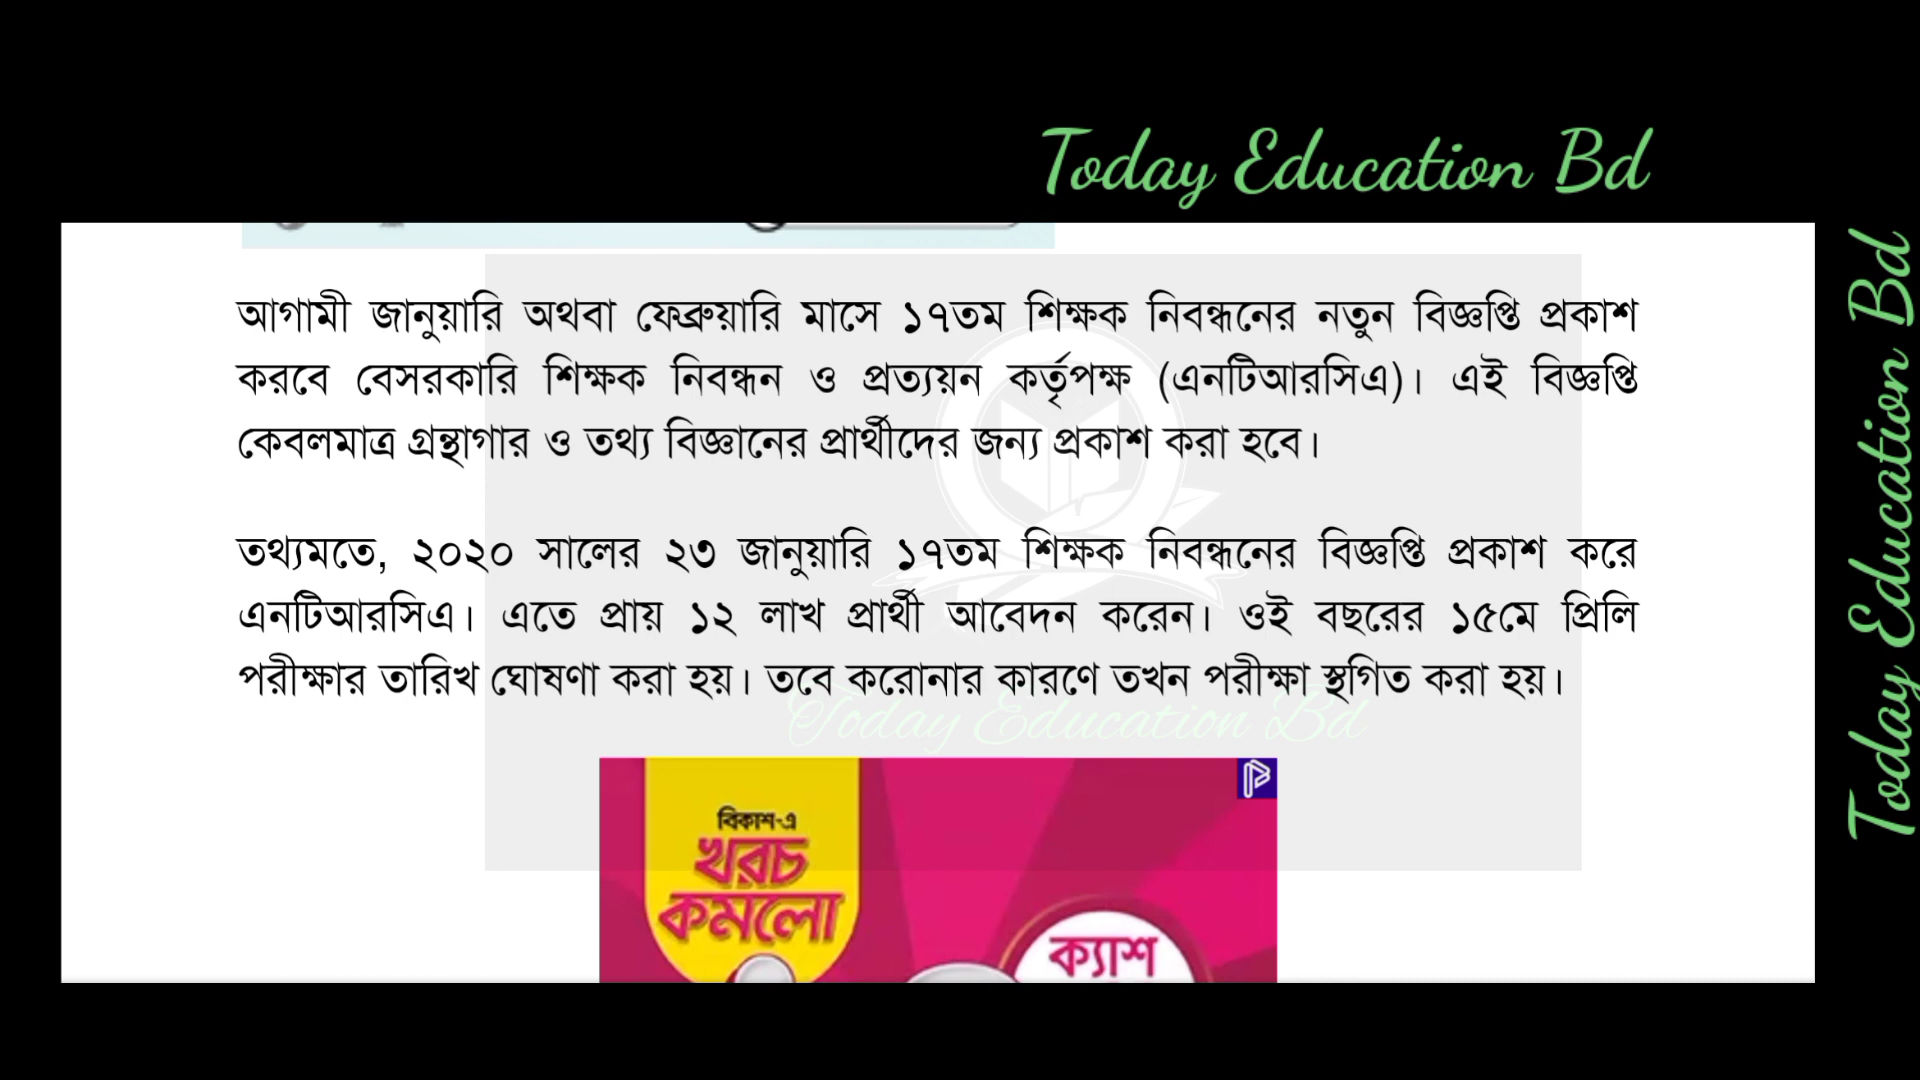 Today Education Bd
আগামী জানুয়ারি অথবা ফেব্রুয়ারি মাসে ১৭তম শিক্ষক নিবন্ধনের নতুন বিজ্ঞপ্তি প্রকাশ
করবে বেসরকারি শিক্ষক নিবন্ধন ও প্রত্যয়ন কর্তৃপক্ষ (এনটিআরসিএ)। এই বিজ্ঞপ্তি
কেবলমাত্র গ্রন্থাগার ও তথ্য বিজ্ঞানের প্রার্থীদের জন্য প্রকাশ করা হবে।
তথ্যমতে, ২০২০ সালের ২৩ জানুয়ারি ১৭তম শিক্ষক নিবন্ধনের বিজ্ঞপ্তি প্রকাশ করে
এনটিআরসিএ। এতে প্রায় ১২ লাখ প্রার্থী আবেদন করেন। ওই বছরের ১৫মে প্রিলি
পরীক্ষার তারিখ ঘোষণা করা হয়। তবে করোনার কারণে তখন পরীক্ষা স্থগিত করা হয়।
Today Education Bd
বিকাশ-এ
খরচ
কমলো
ক্যাশ
Today Education Bd